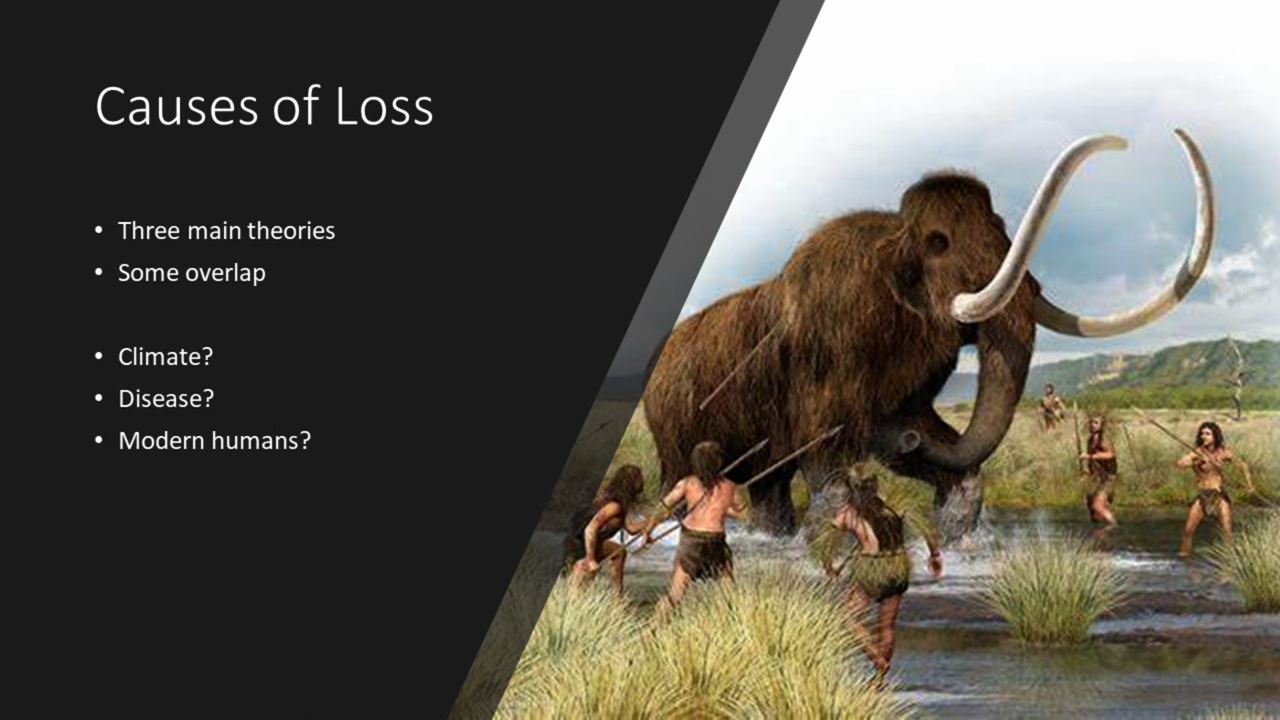 Causes of Loss
• Three main theories
• Some overlap
• Climate?
• Disease?
• Modern humans?